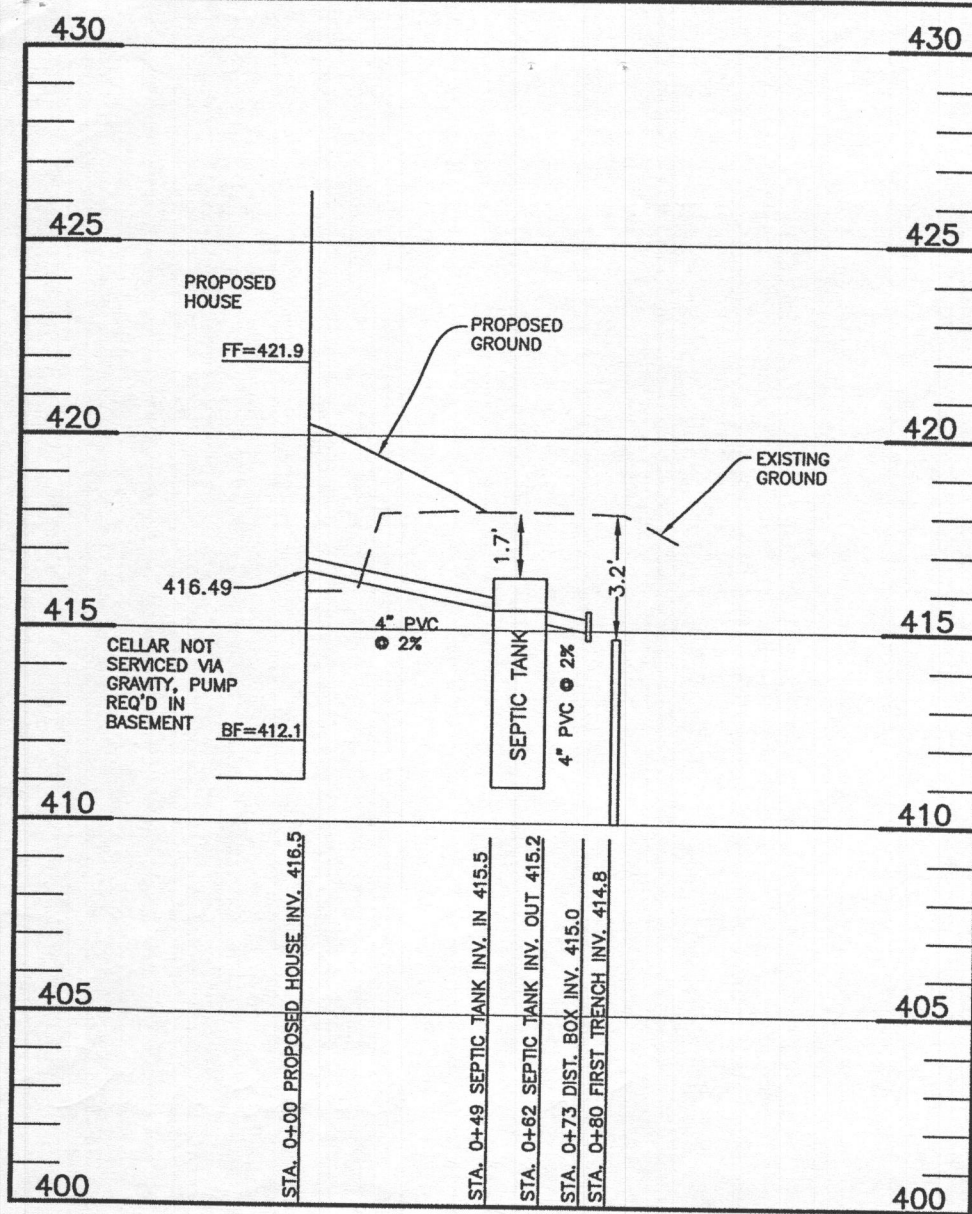 430 430
425 425
PROPOSED
HOUSE
PROPOSED
GROUND
FF=421.9
420 420
EXISTING
GROUND
1.7'
3.2'
416.49
415 415
4" PVC
@ 2%
CELLAR NOT
SERVICED VIA
GRAVITY, PUMP
REQ'D IN
BASEMENT
SEPTIC TANK
4" PVC @ 2%
BF=412.1
410 410
STA. 0+00 PROPOSED HOUSE INV. 416.5
STA. 0+49 SEPTIC TANK INV. IN 415.5
STA. 0+62 SEPTIC TANK INV. OUT 415.2
STA. 0+73 DIST. BOX INV. 415.0
STA. 0+80 FIRST TRENCH INV. 414.8
405 405
400 400